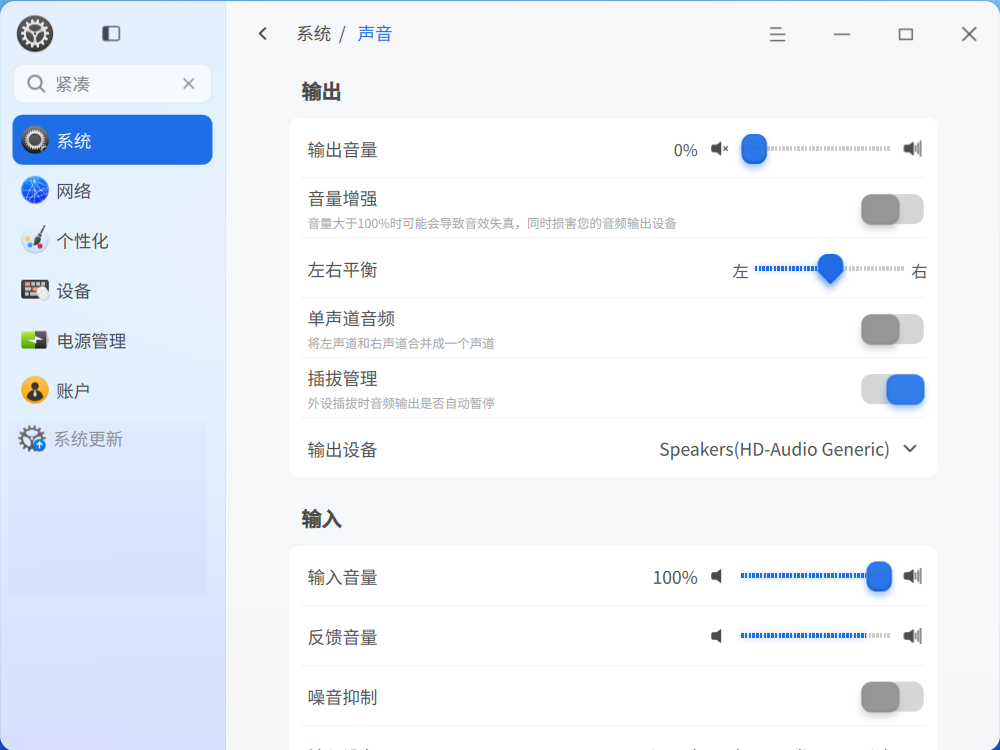 系统 / 声音
紧凑
系统
网络
个性化
设备
电源管理
账户
系统更新
输出
输出音量 0%
音量增强
音量大于100%时可能会导致音效失真，同时损害您的音频输出设备
左右平衡 左 右
单声道音频
将左声道和右声道合并成一个声道
插拔管理
外设插拔时音频输出是否自动暂停
输出设备 Speakers(HD-Audio Generic)
输入
输入音量 100%
反馈音量
噪音抑制